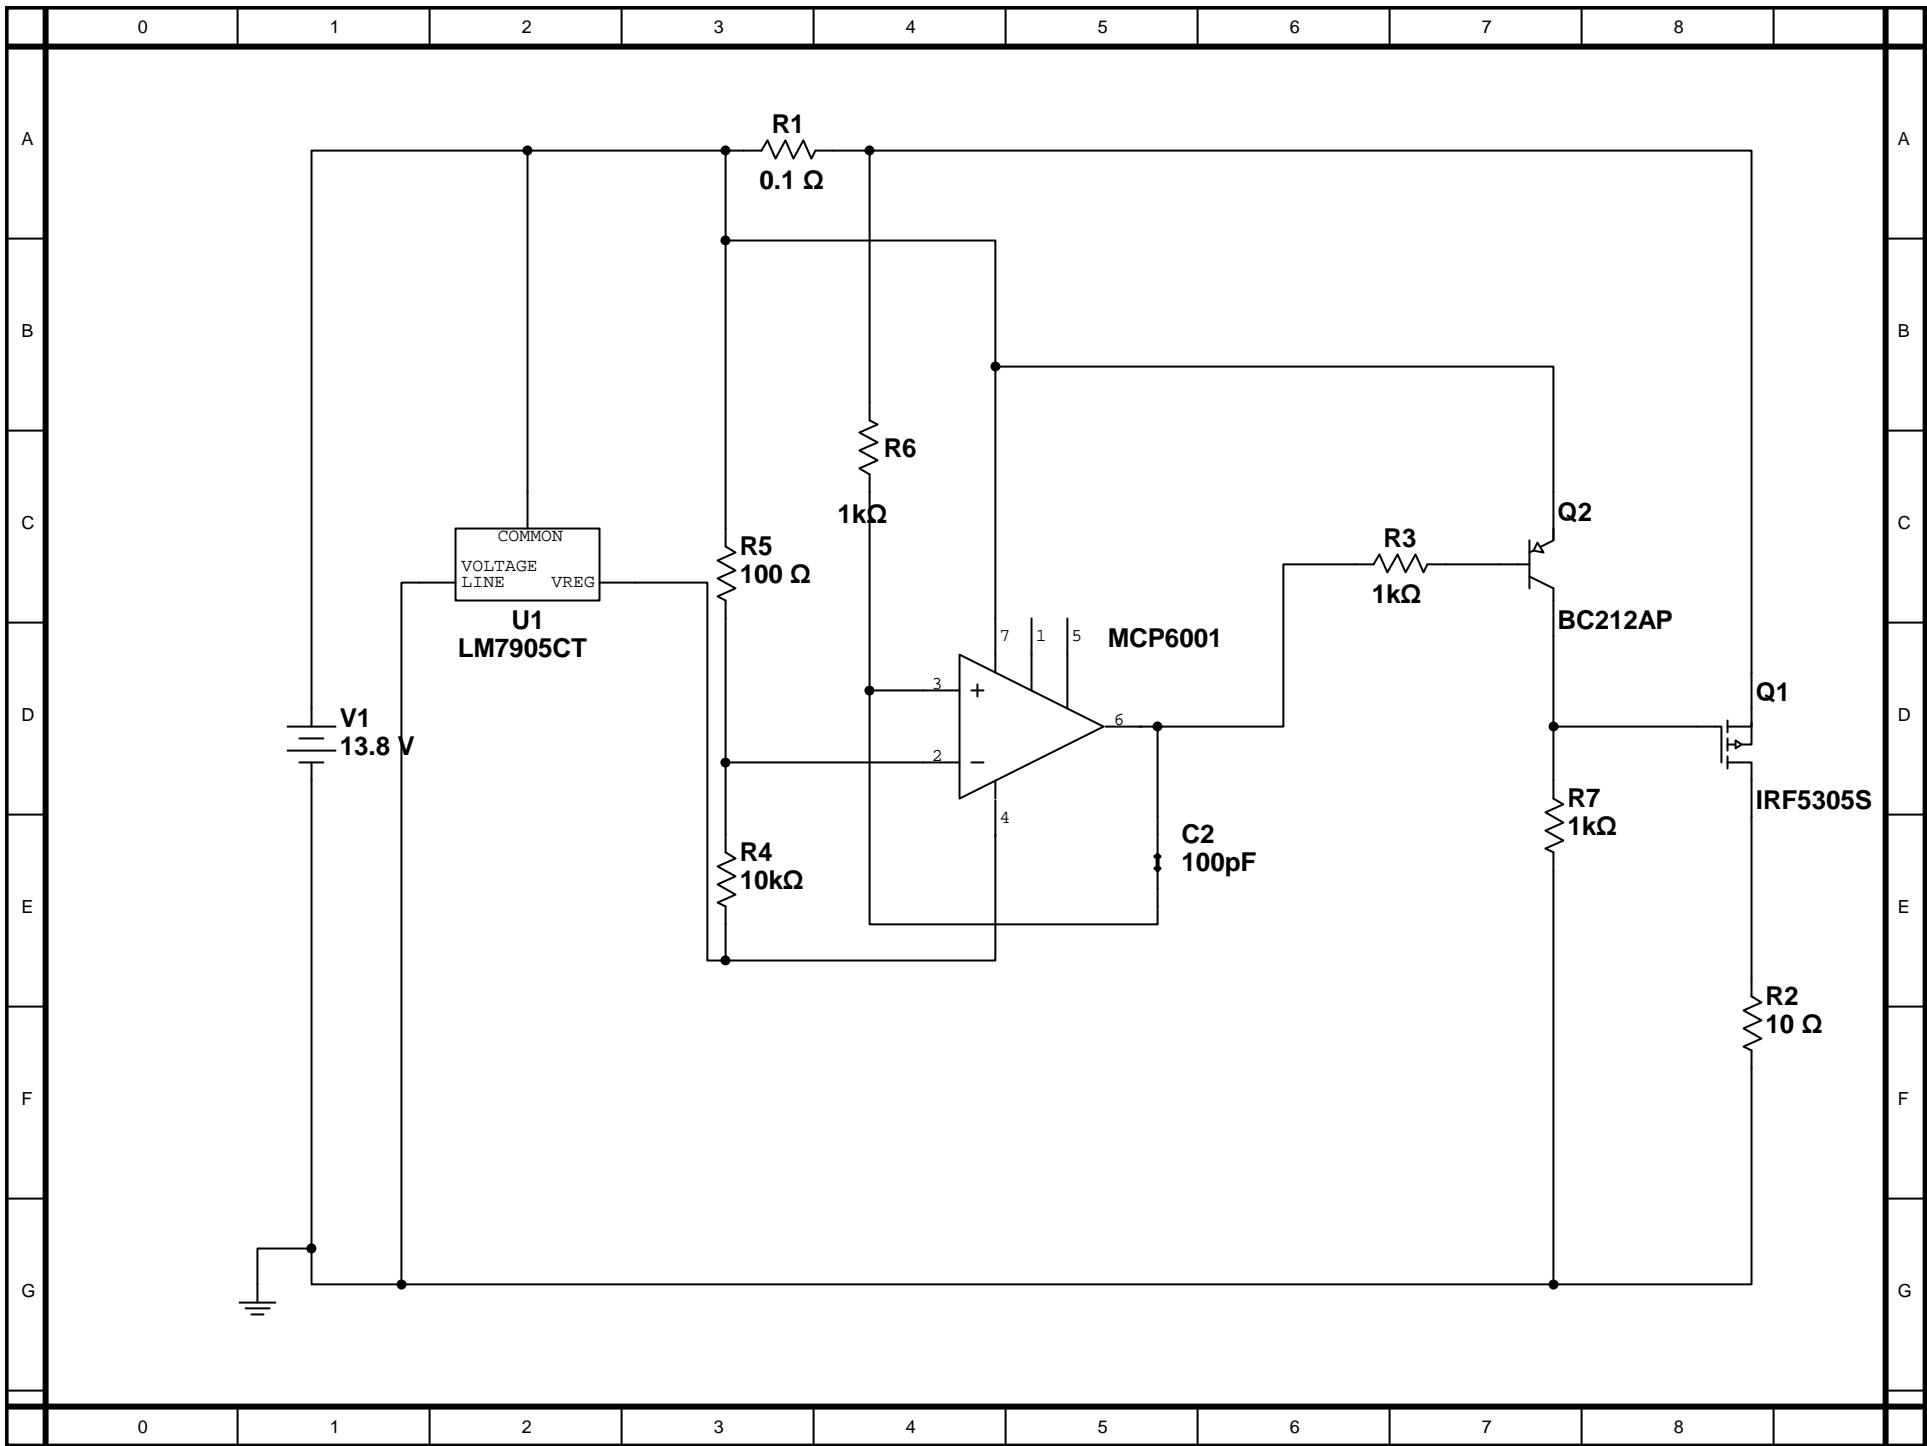 0 1 2 3 4 5 6 7 8
A A
R1
0.1 Ω
B B
R6
1kΩ
C C
COMMON
VOLTAGE
LINE VREG
U1
LM7905CT
R5
100 Ω
R3
1kΩ
Q2
BC212AP
7 1 5
MCP6001
3 +
6
2 −
4
D D
V1
13.8 V
Q1
IRF5305S
R7
1kΩ
C2
100pF
R4
10kΩ
E E
R2
10 Ω
F F
G G
0 1 2 3 4 5 6 7 8